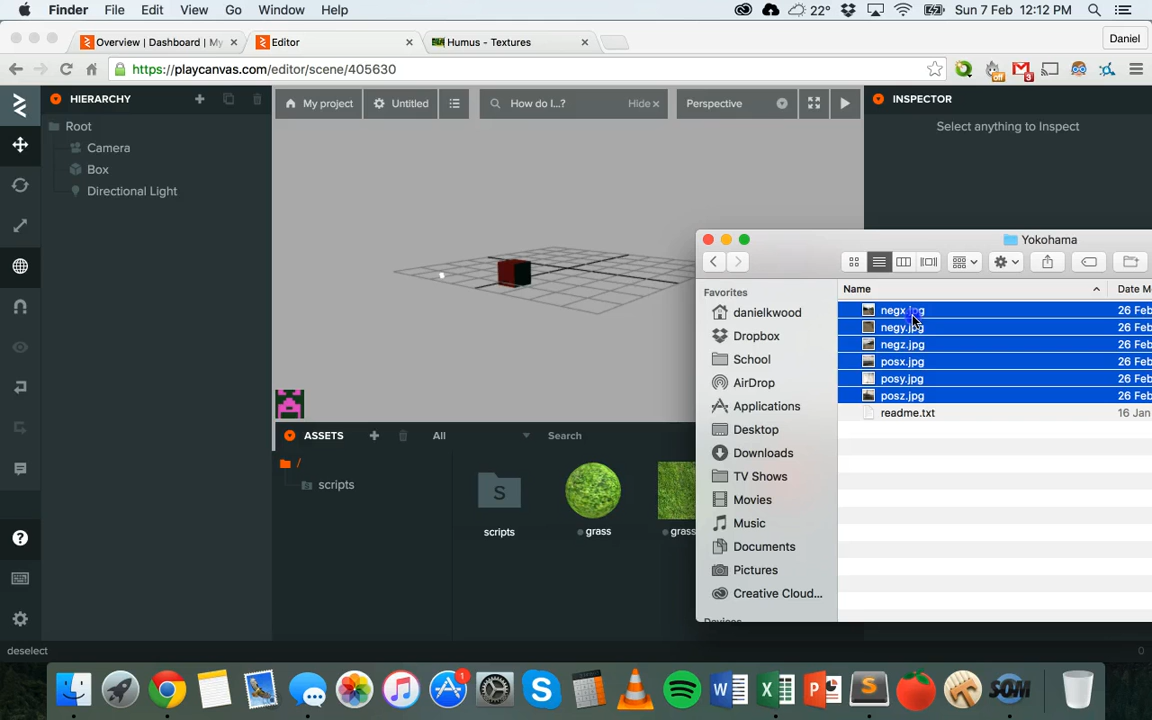 Finder File Edit View Go Window Help 22° Sun 7 Feb 12:12 PM
Overview | Dashboard | My
Editor
Humus - Textures
Daniel
https://playcanvas.com/editor/scene/405630
3
off
HIERARCHY
My project
Untitled
How do I...?
Hide
Perspective
INSPECTOR
Root
Select anything to Inspect
Camera
Box
Directional Light
Yokohama
Name
Date M
Favorites
danielkwood
Dropbox
School
AirDrop
Applications
Desktop
Downloads
TV Shows
Movies
Music
Documents
Pictures
Creative Cloud...
negx.jpg 26 Feb
negy.jpg 26 Feb
negz.jpg 26 Feb
posx.jpg 26 Feb
posy.jpg 26 Feb
posz.jpg 26 Feb
readme.txt 16 Jan
ASSETS
All
Search
/
scripts
S
scripts
grass
grass
deselect
0
1
SOM